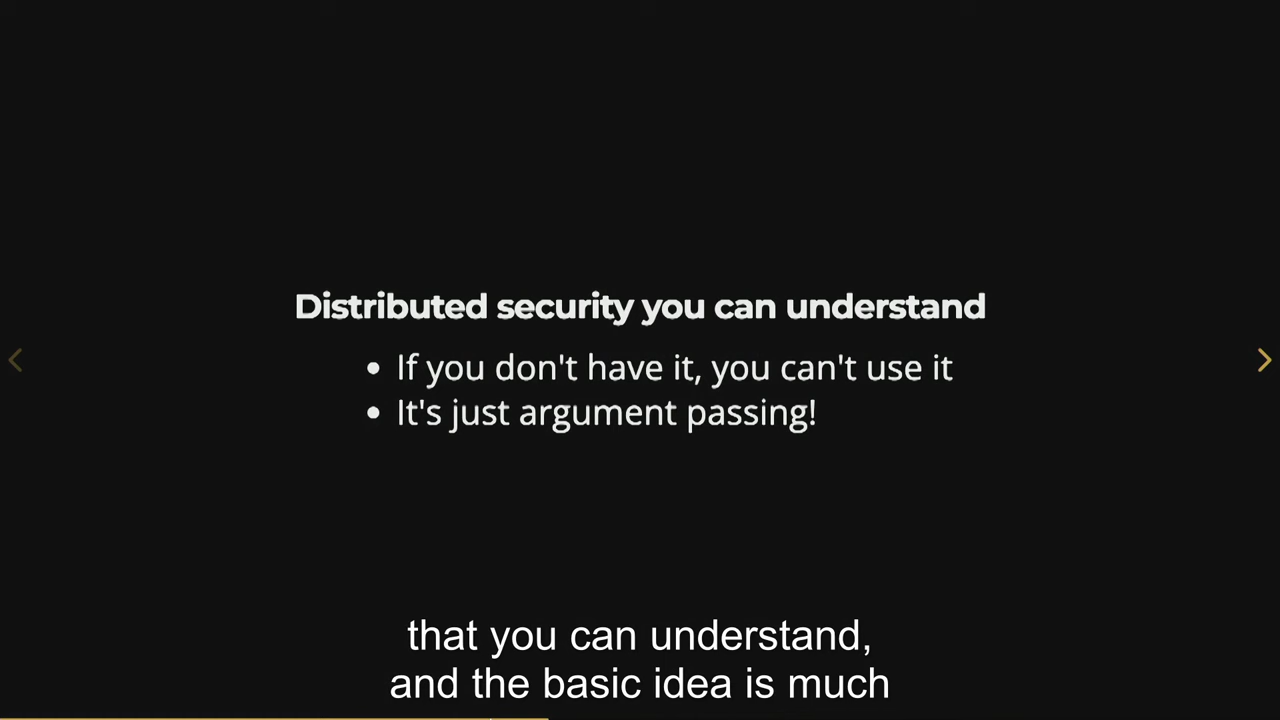 Distributed security you can understand
• If you don't have it, you can't use it
• It's just argument passing!
that you can understand,
and the basic idea is much